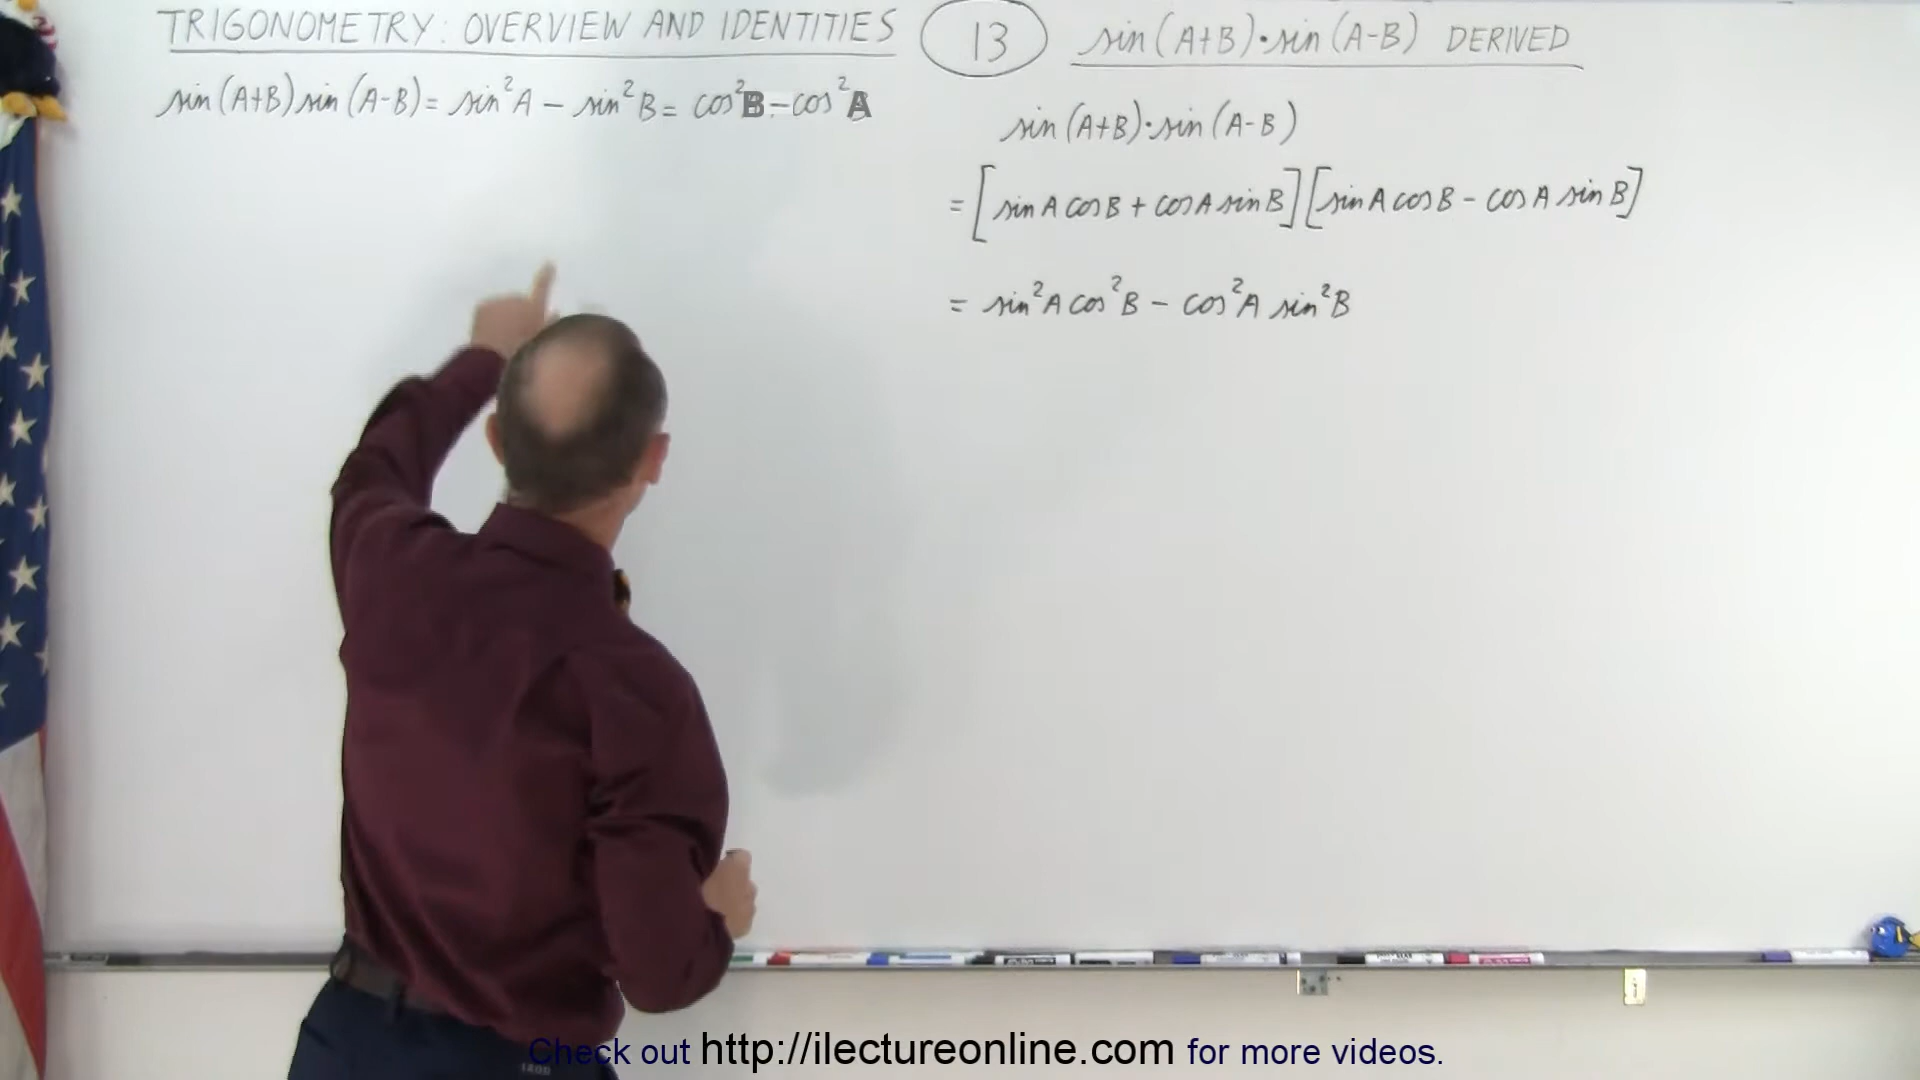 TRIGONOMETRY: OVERVIEW AND IDENTITIES
13
sin(A+B)·sin(A-B) DERIVED
sin(A+B)sin(A-B) = sin²A - sin²B = cos²B - cos²A
sin(A+B)·sin(A-B)
= [sin A cos B + cos A sin B][sin A cos B - cos A sin B]
= sin²A cos²B - cos²A sin²B
Check out http://ilectureonline.com for more videos.
IZOD